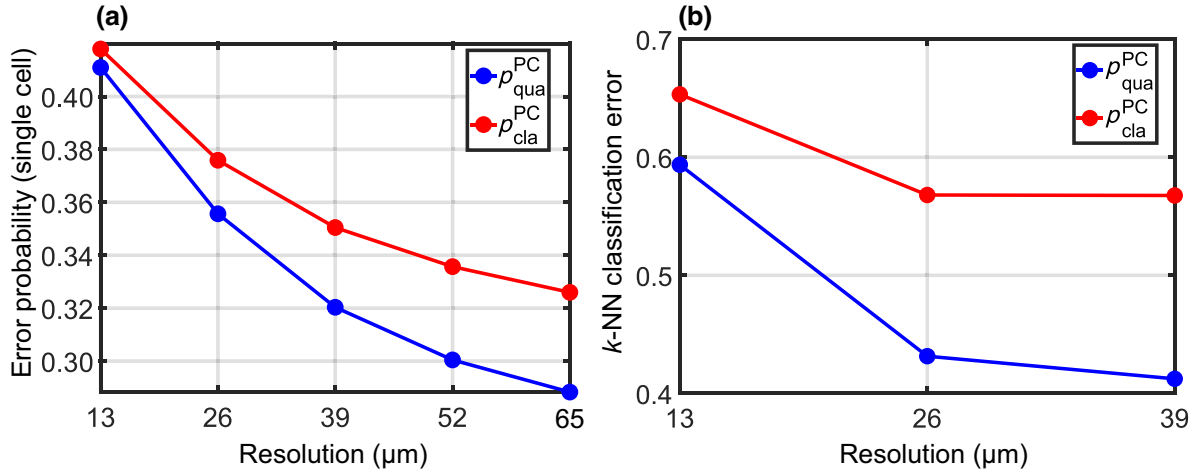 (a)
Error probability (single cell)
0.40
0.38
0.36
0.34
0.32
0.30
13 26 39 52 65
Resolution (μm)
p^PC_qua
p^PC_cla
(b)
k-NN classification error
0.7
0.6
0.5
0.4
13 26 39
Resolution (μm)
p^PC_qua
p^PC_cla